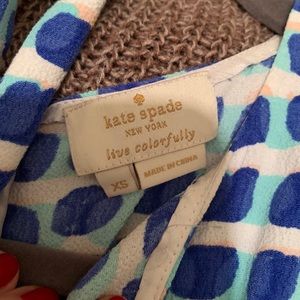 kate spade
NEW YORK
live colorfully
XS
MADE IN CHINA